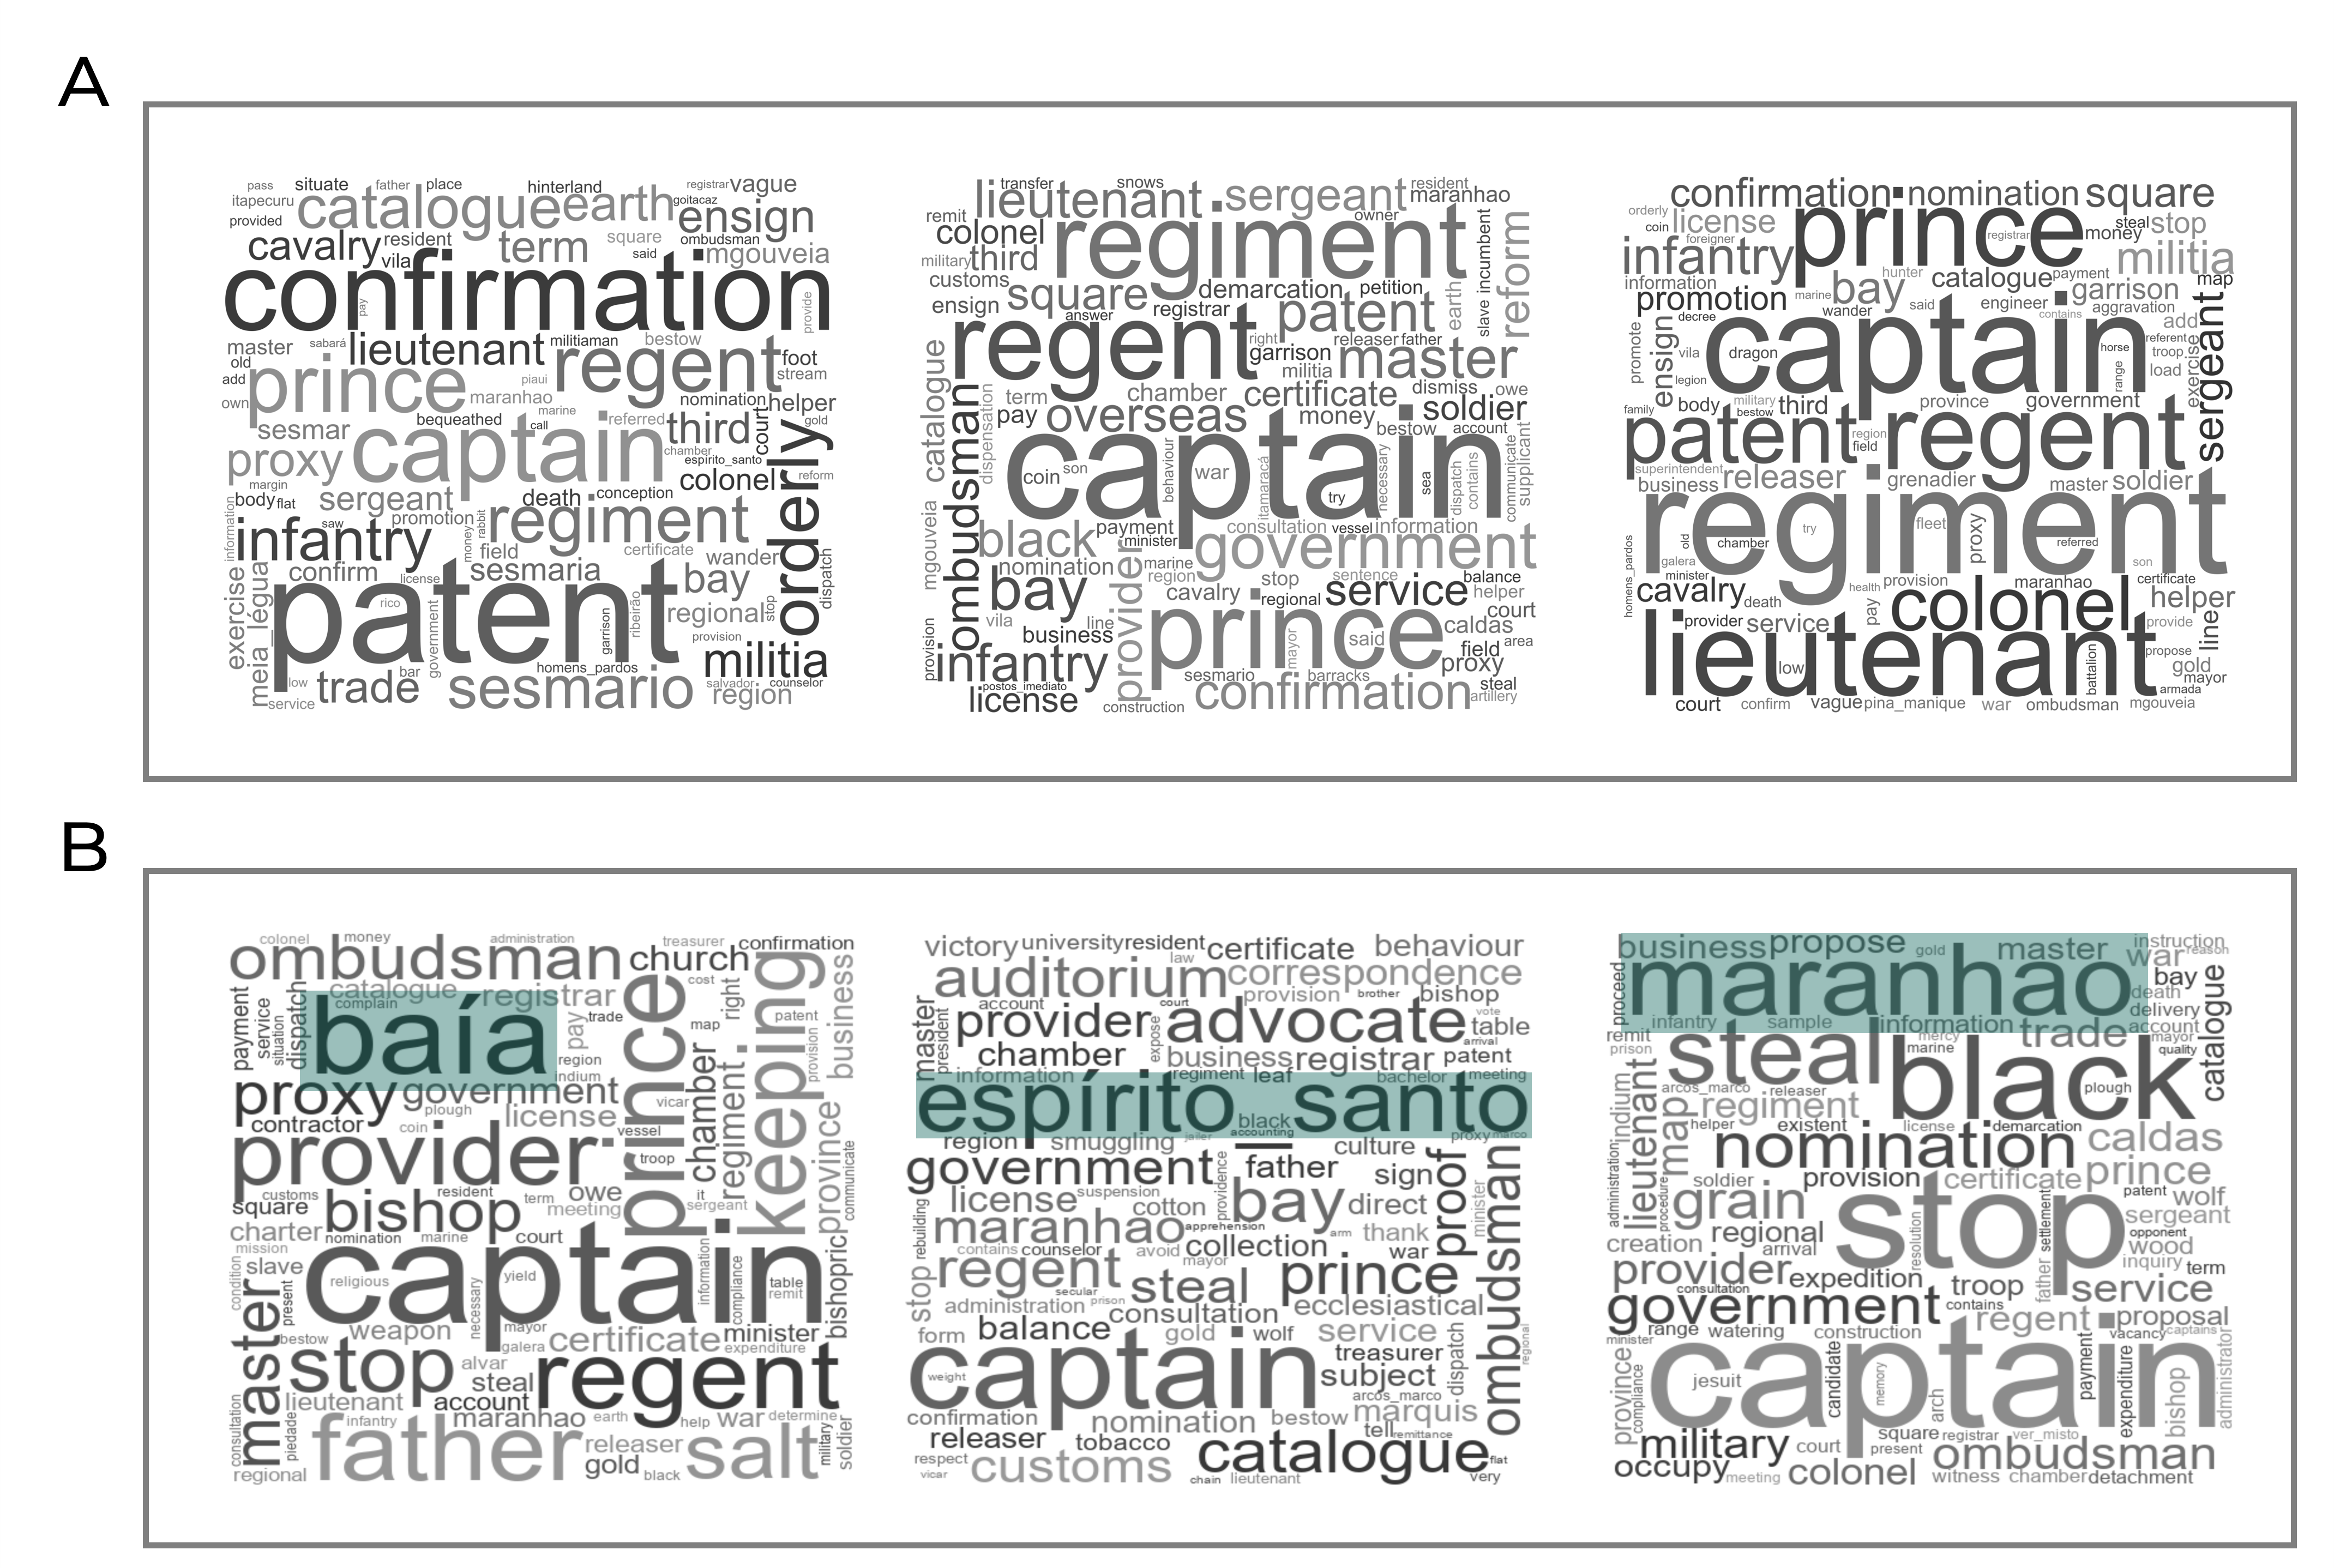 A
pass situate father place hinterland registrar vague
itapecuru catalogue earth goitacaz ensign
provided cavalry resident term square ombudsman
vila said mgouveia
confirmation
pay provide
master sabará lieutenant militiaman bestow
old regent foot
add prince piaui stream
own maranhao nomination helper
bequeathed marine call referred third court gold
sesmar captain chamber orderly
proxy espirito_santo
margin colonel reform
body flat sergeant death conception
information saw promotion rabbit regiment
infantry money field certificate wander
confirm license sesmaria bay dispatch
exercise meia_légua patent rico government garrison ribeirão regional stop
provision
bar homens_pardos militia
low trade sesmario salvador counselor
service region
transfer snows resident
lieutenant sergeant maranhao
remit owner
colonel regiment slave incumbent reform
military third
customs demarcation petition
ensign square answer registrar patent earth
regent right releaser father
catalogue garrison master
militia
dispensation term chamber certificate dismiss owe
pay overseas money soldier
bestow account
ombudsman captain coin son behaviour war itamaracá try necessary sea dispatch contains communicate supplicant
mgouveia black payment consultation vessel information
minister government
nomination marine
bay provider region stop sentence balance
cavalry regional service helper
vila line court
business prince mayor said caldas
provision field area
infantry proxy
postos_imediato sesmario barracks steal
license construction confirmation artillery
confirmation nomination square
orderly license prince registrar steal stop
coin foreigner money
infantry hunter militia
information bay catalogue payment map
promotion marine said engineer garrison
decree wander contains aggravation
promote ensign captain add
vila dragon horse referent
legion range troop exercise sergeant
load
family body military third province government
bestow
patent region field regent
superintendent releaser grenadier master soldier
business
regiment try fleet proxy
homens_pardos old chamber referred
galera son
minister health provision maranhao certificate
cavalry death pay colonel helper
provider service provide line
lieutenant low battalion propose
gold
mayor
armada
court confirm vague pina_manique war ombudsman mgouveia
B
colonel money administration treasurer confirmation
ombudsman church
catalogue registrar cost
payment service situation dispatch complain baía pay trade prince map right keeping patent business
region
indium provision
proxy government vicar chamber regiment
plough license
contractor coin vessel
provider troop province communicate
customs resident term owe it
square bishop meeting sergeant
charter nomination marine court
mission
condition slave captain religious necessary yield information compliance table bishopric
master present remit
bestow weapon mayor certificate minister
galera expenditure
stop alvar steal regent
lieutenant account
consultation piedade infantry maranhao earth help war determine
father releaser salt military soldier
regional gold black
victory university resident certificate behaviour
law
auditorium correspondence
account court provision brother bishop
master president provider expose advocate vote table
arrival
chamber business registrar patent
information regiment leaf bachelor meeting
espírito_santo black
region smuggling jailer accounting culture proxy marco
government providence father sign proof
license suspension bay direct minister ombudsman
cotton
rebuilding maranhao apprehension arm thank
contains counselor avoid collection war
stop regent mayor steal prince
secular
administration prison consultation ecclesiastical
form balance gold wolf service regional
captain treasurer dispatch
weight subject
arcos_marco
confirmation nomination bestow marquis
releaser tobacco tell remittance
respect customs catalogue flat
vicar chain lieutenant very
business propose gold master instruction
proceed maranhao war reason
bay
death
infantry sample information delivery catalogue
remit mercy trade account
prison steal marine mayor
black quality
indium lieutenant map arcos_marco releaser plough
regiment
helper existent license demarcation
nomination caldas
administration procedure soldier provision certificate prince
grain stop patent wolf
regional resolution settlement sergeant
creation arrival opponent
wood
provider expedition father inquiry term
consultation troop service
government contains
regent proposal
minister range watering construction vacancy captains
province compliance captain jesuit candidate memory arch payment expenditure bishop administrator
military court square registrar ver_misto
present ombudsman
occupy meeting colonel witness chamber detachment